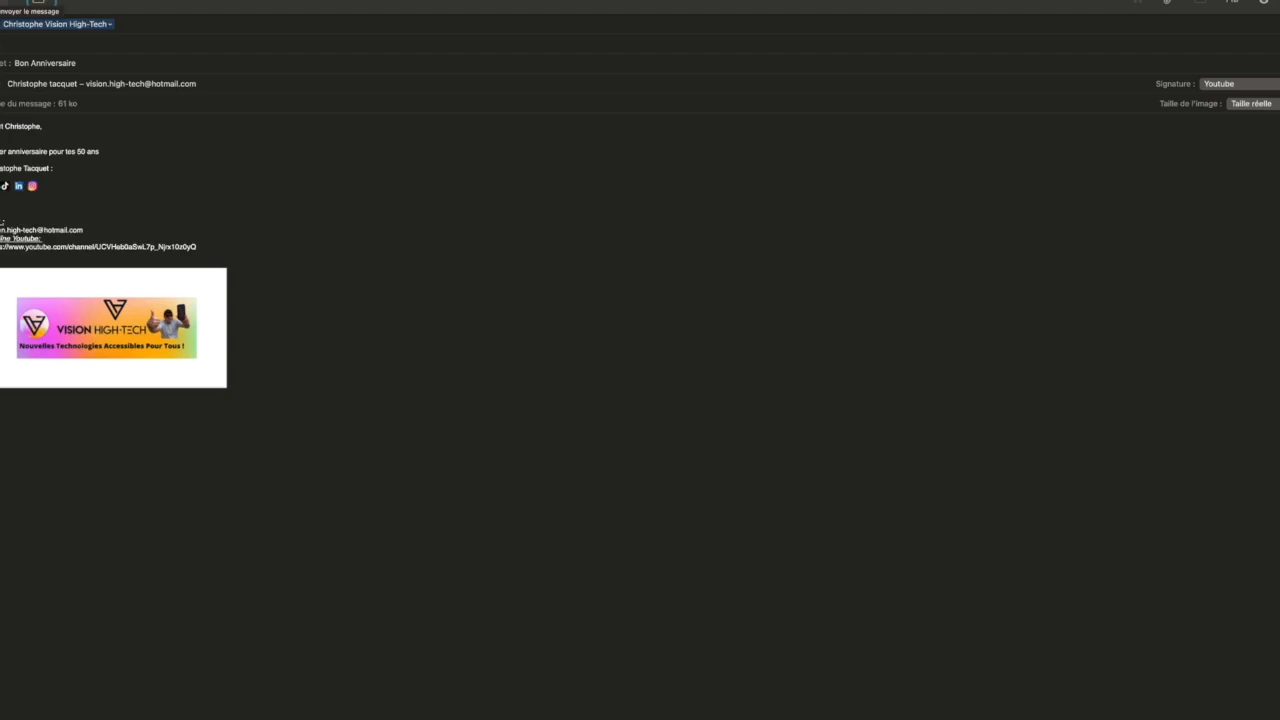 nvoyer le message
Christophe Vision High-Tech
et : Bon Anniversaire
Christophe tacquet – vision.high-tech@hotmail.com
Signature : Youtube
e du message : 61 ko
Taille de l'image : Taille réelle
t Christophe,
er anniversaire pour tes 50 ans
stophe Tacquet :
in
n.high-tech@hotmail.com
ine Youtube:
s://www.youtube.com/channel/UCVHeb0aSwL7p_Njrx10z0yQ
VISION HIGH-TECH
Nouvelles Technologies Accessibles Pour Tous !